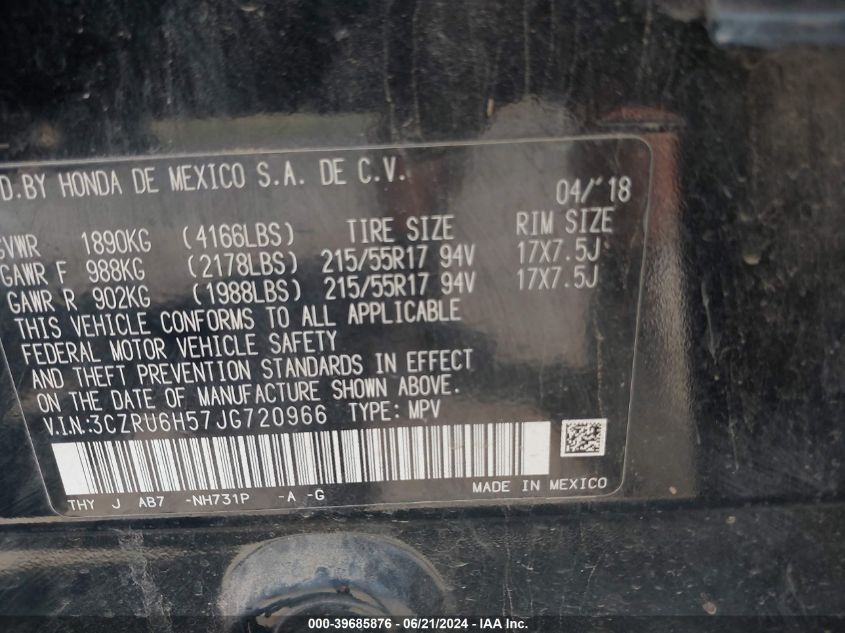 D.BY HONDA DE MEXICO S.A. DE C.V.
04/'18
GVWR 1890KG (4166LBS) TIRE SIZE RIM SIZE
GAWR F 988KG (2178LBS) 215/55R17 94V 17X7.5J
GAWR R 902KG (1988LBS) 215/55R17 94V 17X7.5J
THIS VEHICLE CONFORMS TO ALL APPLICABLE
FEDERAL MOTOR VEHICLE SAFETY
AND THEFT PREVENTION STANDARDS IN EFFECT
ON THE DATE OF MANUFACTURE SHOWN ABOVE.
V.I.N.:3CZRU6H57JG720966 TYPE: MPV
THY J AB7 -NH731P -A -G
MADE IN MEXICO
000-39685876 - 06/21/2024 - IAA Inc.